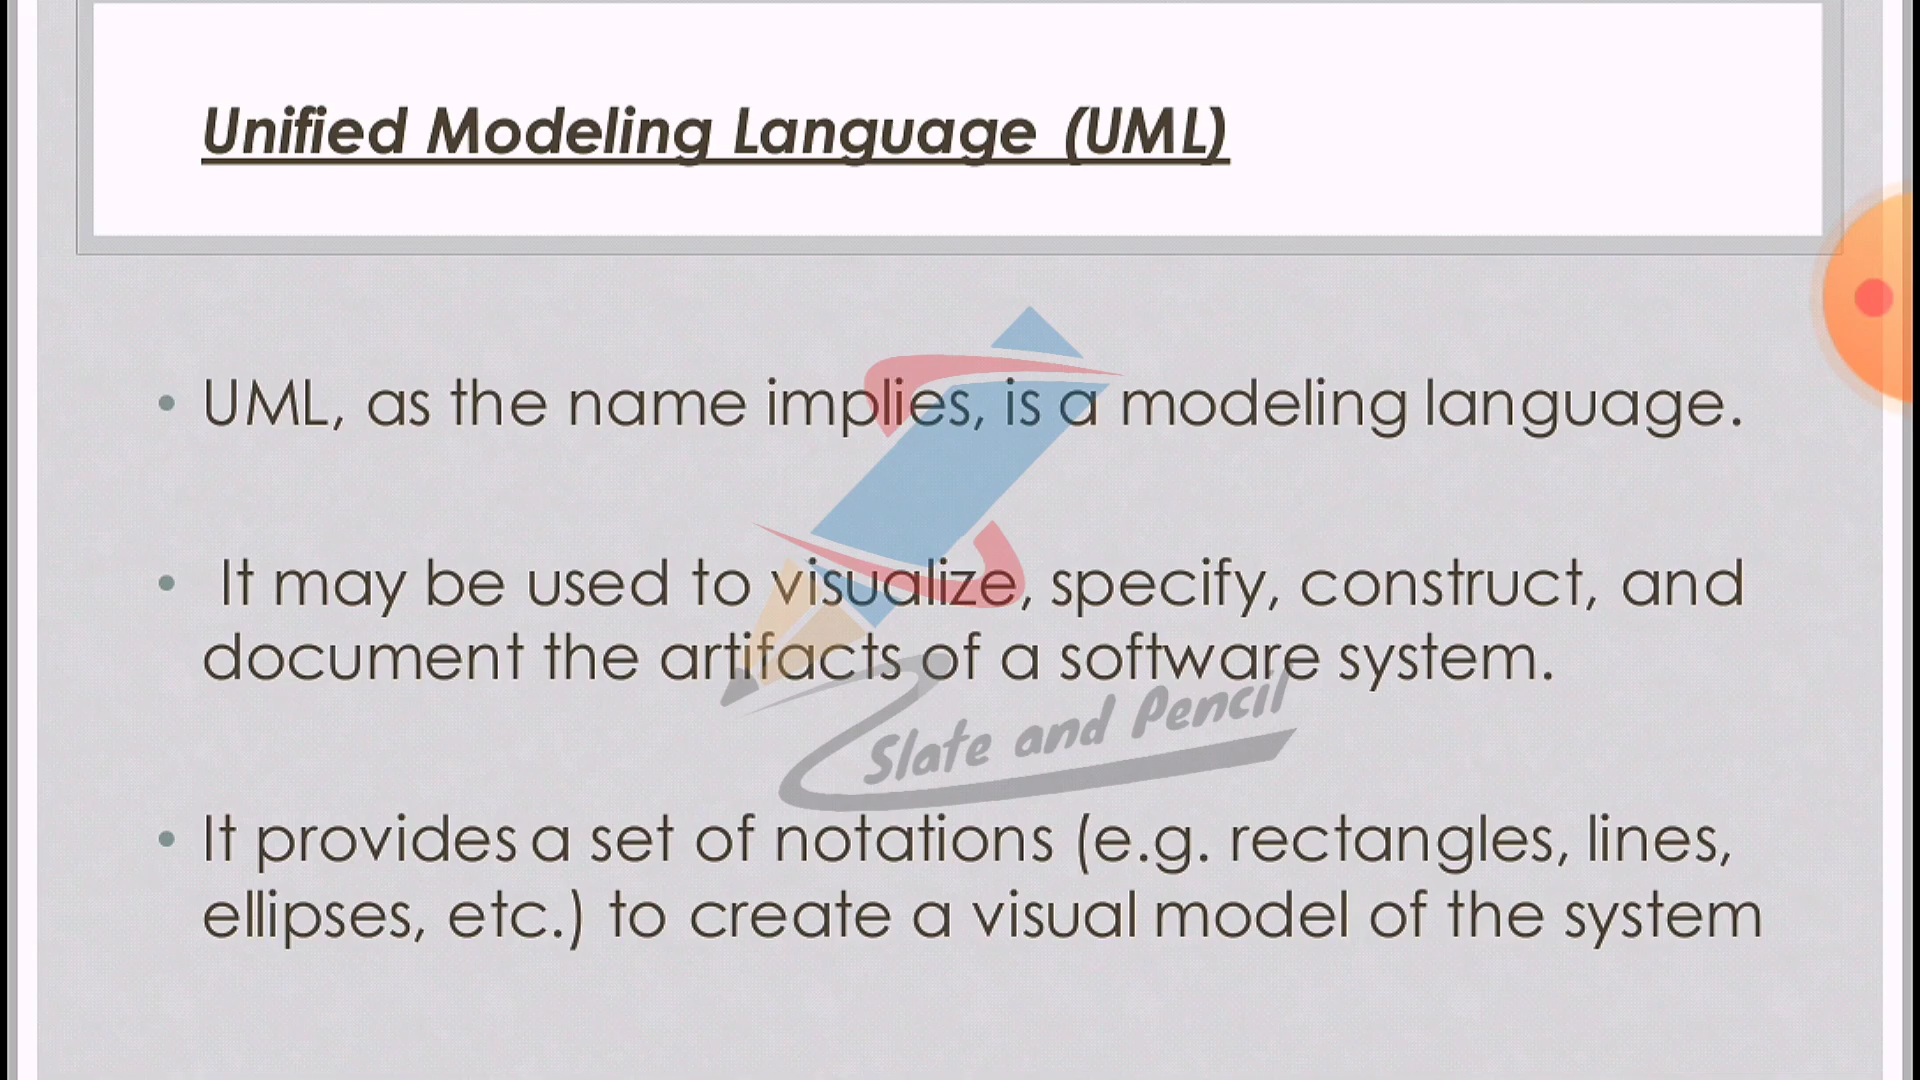 Unified Modeling Language (UML)
• UML, as the name implies, is a modeling language.
• It may be used to visualize, specify, construct, and
document the artifacts of a software system.
Slate and Pencil
• It provides a set of notations (e.g. rectangles, lines,
ellipses, etc.) to create a visual model of the system